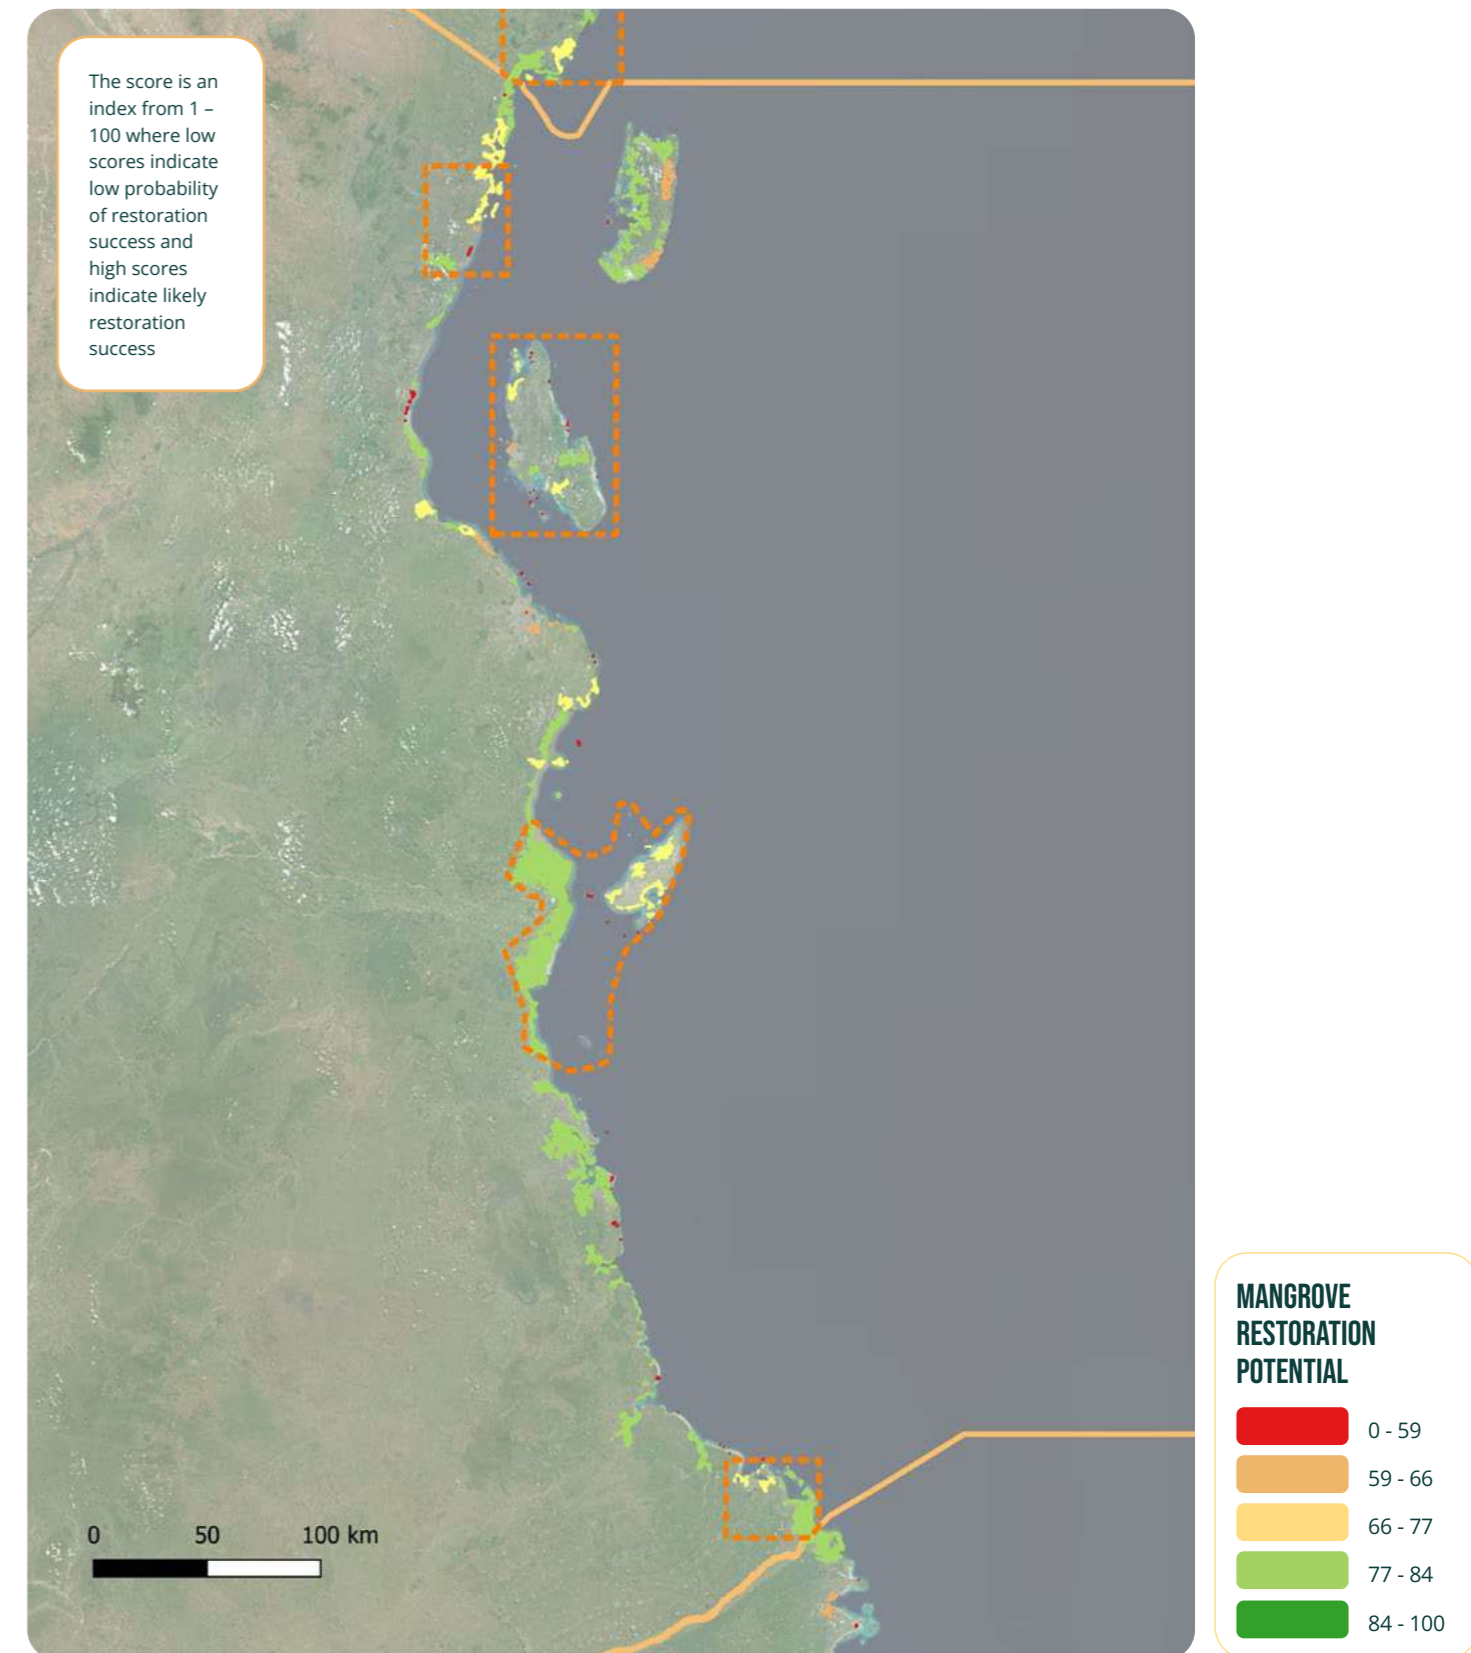 The score is an
index from 1 –
100 where low
scores indicate
low probability
of restoration
success and
high scores
indicate likely
restoration
success
MANGROVE
RESTORATION
POTENTIAL
0 - 59
59 - 66
66 - 77
77 - 84
84 - 100
0 50 100 km